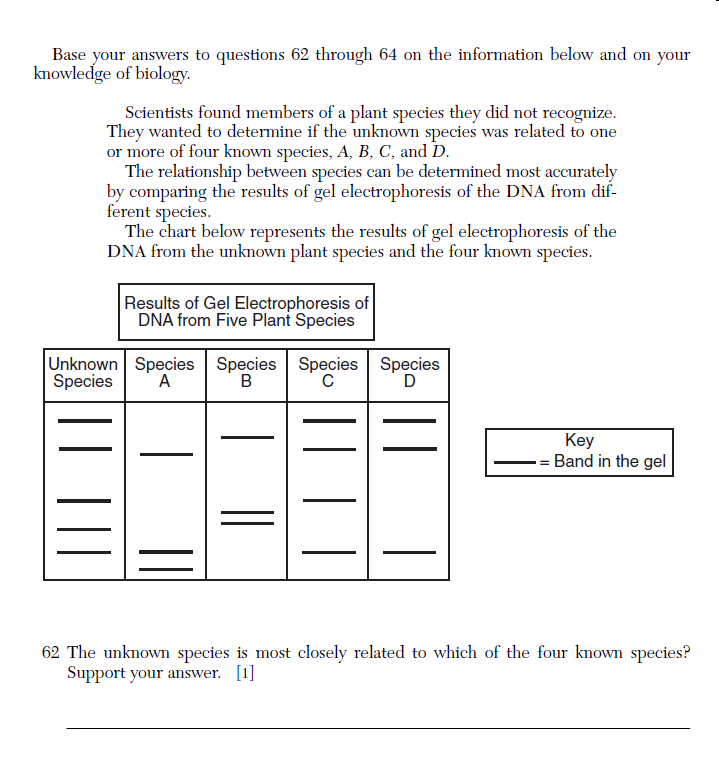 Base your answers to questions 62 through 64 on the information below and on your
knowledge of biology.
Scientists found members of a plant species they did not recognize.
They wanted to determine if the unknown species was related to one
or more of four known species, A, B, C, and D.
The relationship between species can be determined most accurately
by comparing the results of gel electrophoresis of the DNA from dif-
ferent species.
The chart below represents the results of gel electrophoresis of the
DNA from the unknown plant species and the four known species.
Results of Gel Electrophoresis of
DNA from Five Plant Species
Unknown Species Species Species Species
Species A B C D
Key
= Band in the gel
62 The unknown species is most closely related to which of the four known species?
Support your answer. [1]